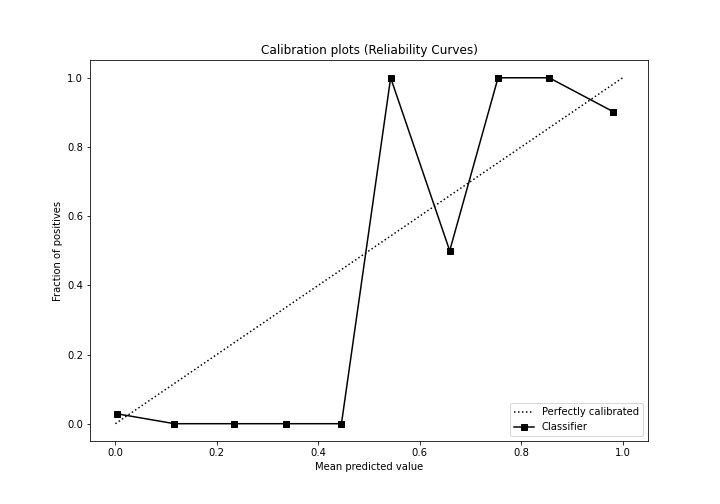 Calibration plots (Reliability Curves)
1.0
0.8
0.6
0.4
0.2
0.0
Fraction of positives
0.0 0.2 0.4 0.6 0.8 1.0
Mean predicted value
Perfectly calibrated
Classifier